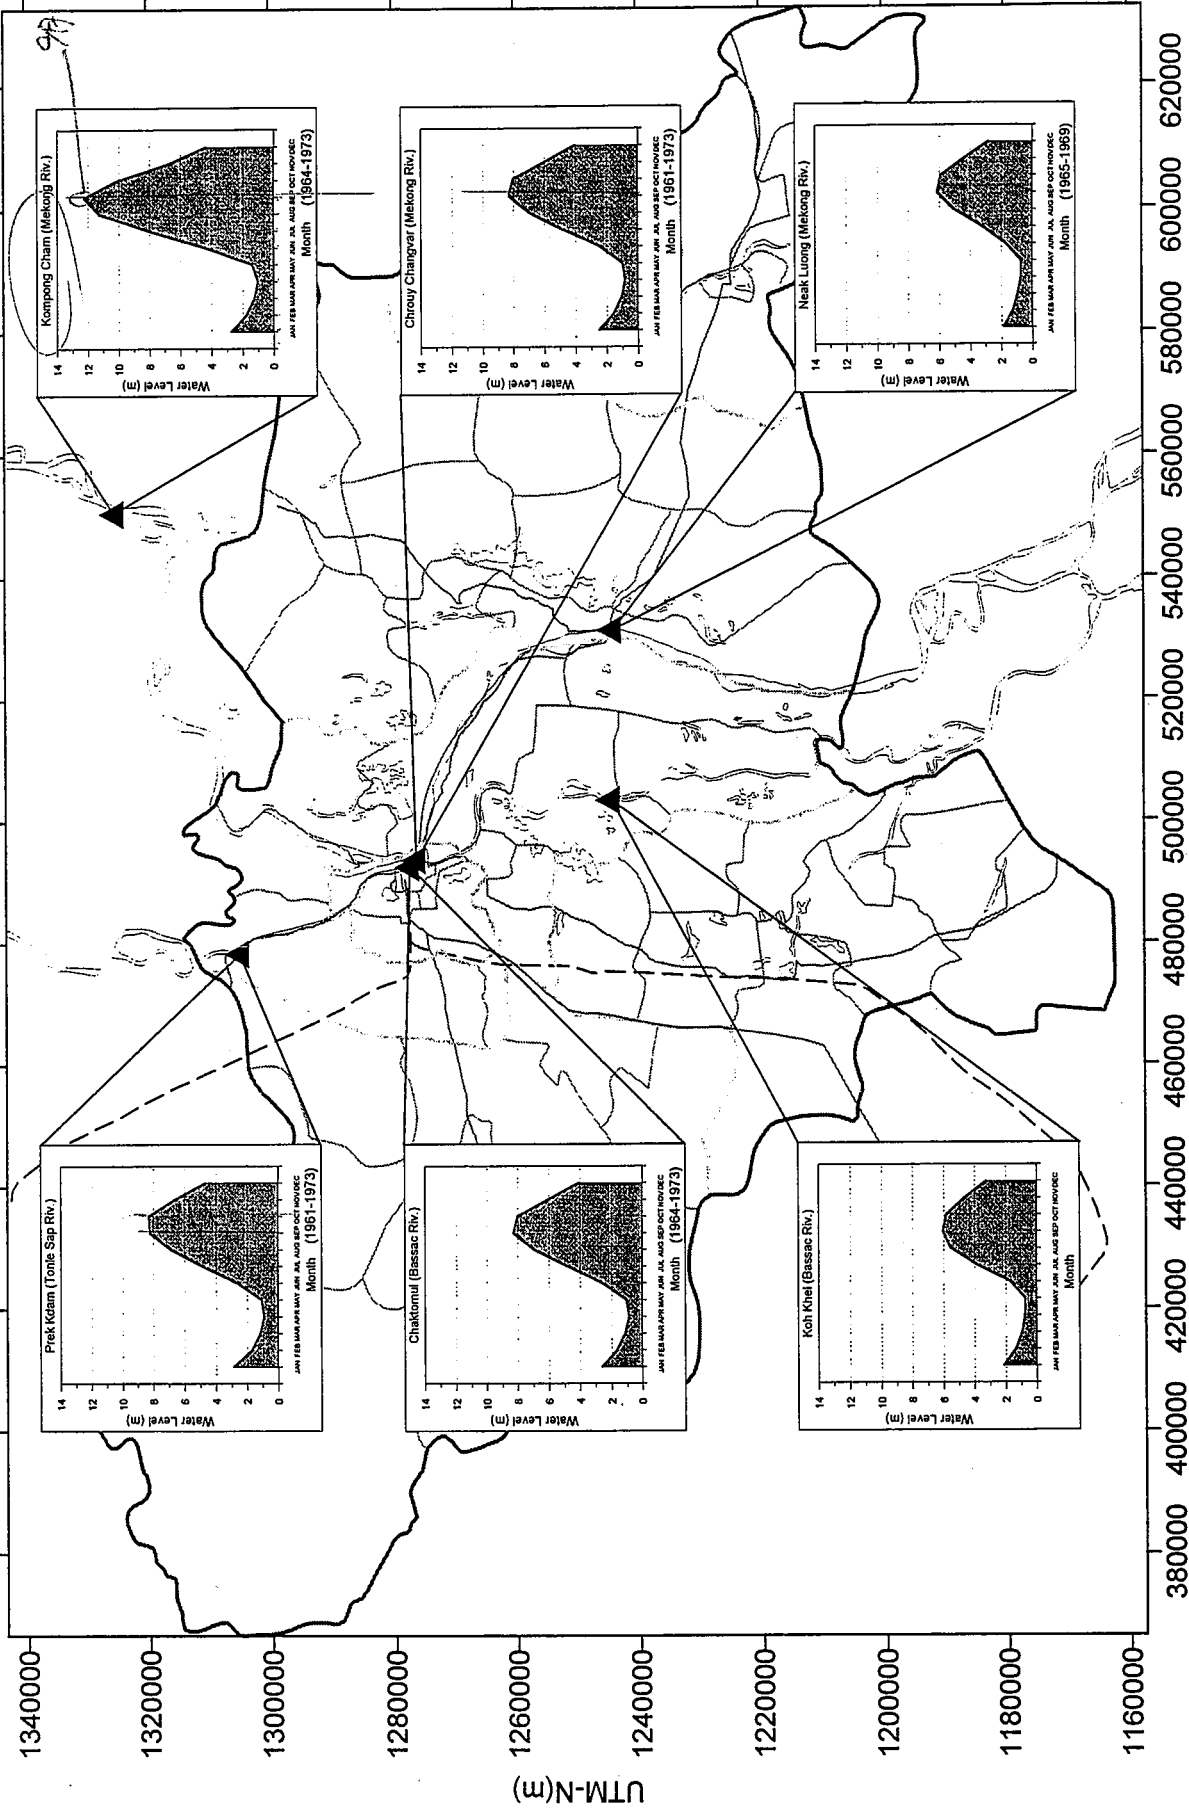 UTM-N(m)
1340000
1320000
1300000
1280000
1260000
1240000
1220000
1200000
1180000
1160000
380000
400000
420000
440000
460000
480000
500000
520000
540000
560000
580000
600000
620000
Prek Kdam (Tonle Sap Riv.)
Water Level (m)
14
12
10
8
6
4
2
0
JAN FEB MAR APR MAY JUN JUL AUG SEP OCT NOV DEC
Month (1961-1973)
Chaktomul (Bassac Riv.)
Water Level (m)
14
12
10
8
6
4
2
0
JAN FEB MAR APR MAY JUN JUL AUG SEP OCT NOV DEC
Month (1964-1973)
Koh Khel (Bassac Riv.)
Water Level (m)
14
12
10
8
6
4
2
0
JAN FEB MAR APR MAY JUN JUL AUG SEP OCT NOV DEC
Month
Kompong Cham (Mekong Riv.)
Water Level (m)
14
12
10
8
6
4
2
0
JAN FEB MAR APR MAY JUN JUL AUG SEP OCT NOV DEC
Month (1964-1973)
Chrouy Changvar (Mekong Riv.)
Water Level (m)
14
12
10
8
6
4
2
0
JAN FEB MAR APR MAY JUN JUL AUG SEP OCT NOV DEC
Month (1961-1973)
Neak Luong (Mekong Riv.)
Water Level (m)
14
12
10
8
6
4
2
0
JAN FEB MAR APR MAY JUN JUL AUG SEP OCT NOV DEC
Month (1965-1969)